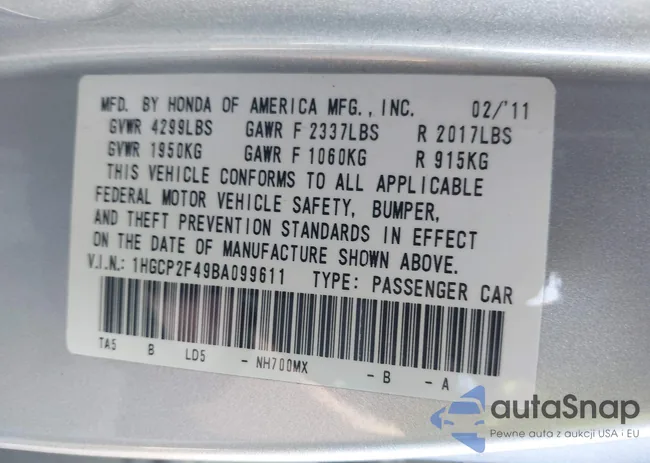 MFD. BY HONDA OF AMERICA MFG., INC. 02/'11
GVWR 4299LBS GAWR F 2337LBS R 2017LBS
GVWR 1950KG GAWR F 1060KG R 915KG
THIS VEHICLE CONFORMS TO ALL APPLICABLE
FEDERAL MOTOR VEHICLE SAFETY, BUMPER,
AND THEFT PREVENTION STANDARDS IN EFFECT
ON THE DATE OF MANUFACTURE SHOWN ABOVE.
V.I.N.: 1HGCP2F49BA099611 TYPE: PASSENGER CAR
TA5 B LD5 - NH700MX - B - A
autaSnap
Pewne auta z aukcji USA i EU